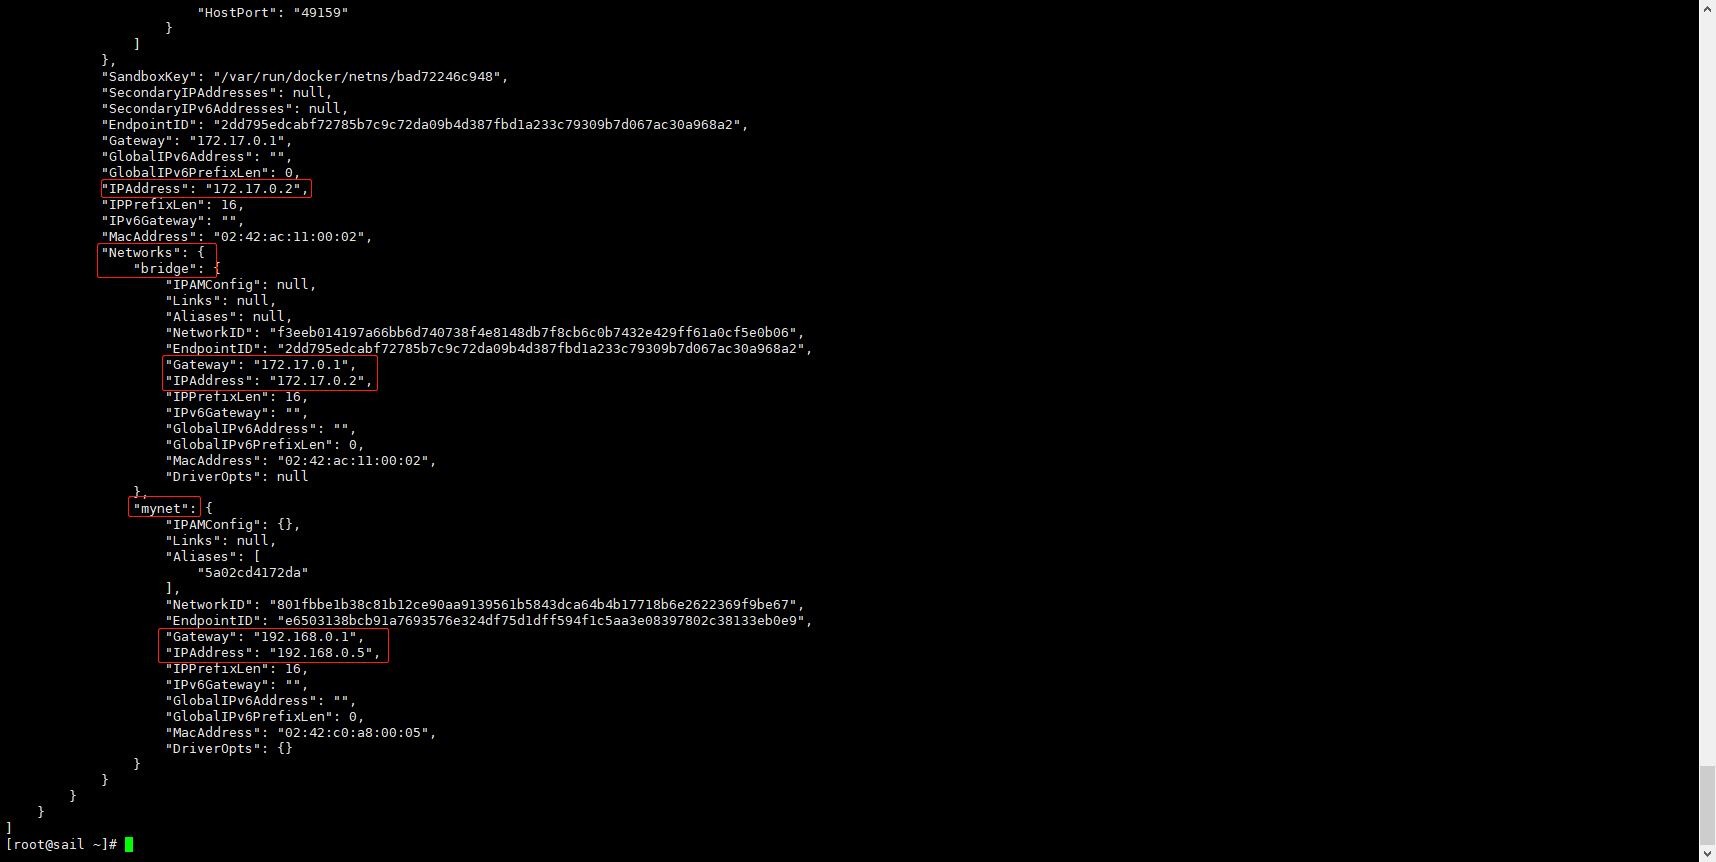 "HostPort": "49159"
}
]
},
"SandboxKey": "/var/run/docker/netns/bad72246c948",
"SecondaryIPAddresses": null,
"SecondaryIPv6Addresses": null,
"EndpointID": "2dd795edcabf72785b7c9c72da09b4d387fbd1a233c79309b7d067ac30a968a2",
"Gateway": "172.17.0.1",
"GlobalIPv6Address": "",
"GlobalIPv6PrefixLen": 0,
"IPAddress": "172.17.0.2",
"IPPrefixLen": 16,
"IPv6Gateway": "",
"MacAddress": "02:42:ac:11:00:02",
"Networks": {
"bridge": {
"IPAMConfig": null,
"Links": null,
"Aliases": null,
"NetworkID": "f3eeb014197a66bb6d740738f4e8148db7f8cb6c0b7432e429ff61a0cf5e0b06",
"EndpointID": "2dd795edcabf72785b7c9c72da09b4d387fbd1a233c79309b7d067ac30a968a2",
"Gateway": "172.17.0.1",
"IPAddress": "172.17.0.2",
"IPPrefixLen": 16,
"IPv6Gateway": "",
"GlobalIPv6Address": "",
"GlobalIPv6PrefixLen": 0,
"MacAddress": "02:42:ac:11:00:02",
"DriverOpts": null
},
"mynet": {
"IPAMConfig": {},
"Links": null,
"Aliases": [
"5a02cd4172da"
],
"NetworkID": "801fbbe1b38c81b12ce90aa9139561b5843dca64b4b17718b6e2622369f9be67",
"EndpointID": "e6503138bcb91a7693576e324df75d1dff594f1c5aa3e08397802c38133eb0e9",
"Gateway": "192.168.0.1",
"IPAddress": "192.168.0.5",
"IPPrefixLen": 16,
"IPv6Gateway": "",
"GlobalIPv6Address": "",
"GlobalIPv6PrefixLen": 0,
"MacAddress": "02:42:c0:a8:00:05",
"DriverOpts": {}
}
}
}
}
]
[root@sail ~]#